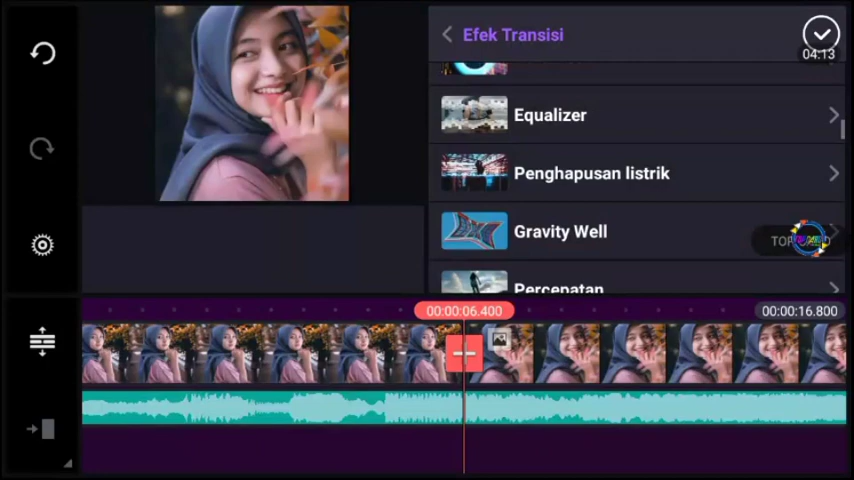 Efek Transisi
04:13
Equalizer
Penghapusan listrik
Gravity Well
Percepatan
00:00:06.400
00:00:16.800